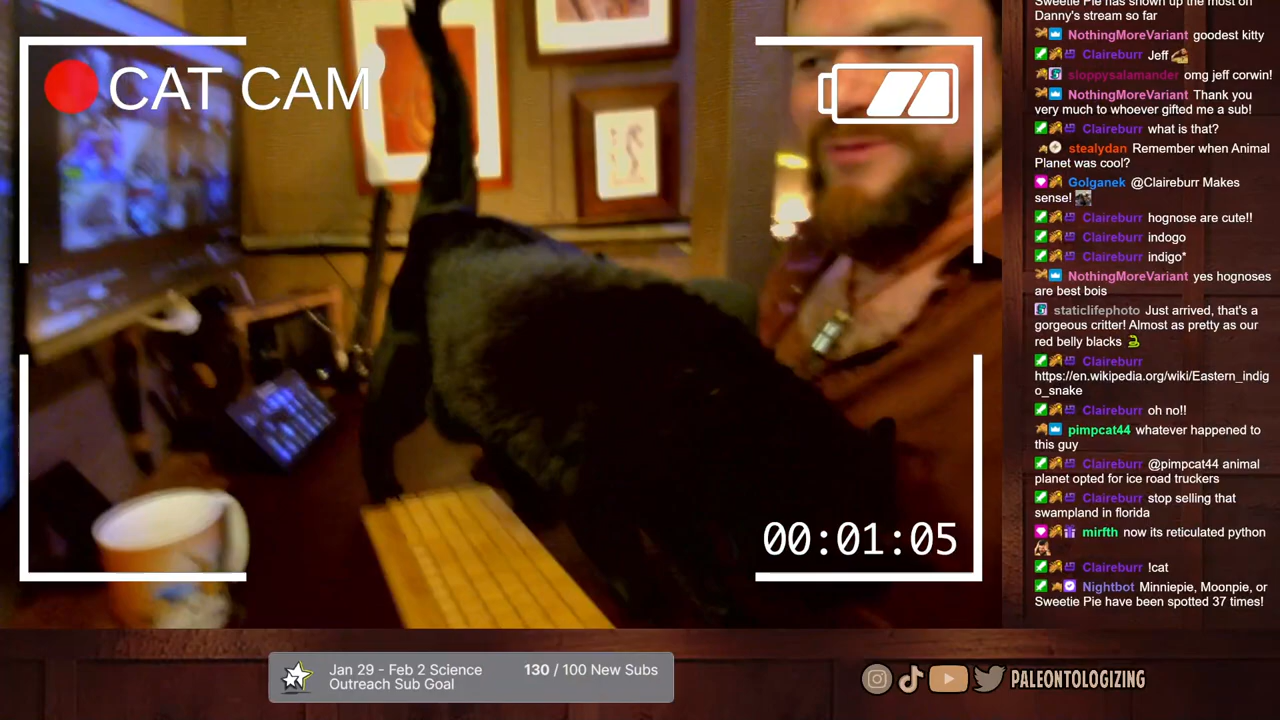 CAT CAM
00:01:05
Sweetie Pie has shown up the most on
Danny's stream so far
NothingMoreVariant goodest kitty
Claireburr Jeff
sloppysalamander omg jeff corwin!
NothingMoreVariant Thank you
very much to whoever gifted me a sub!
Claireburr what is that?
stealydan Remember when Animal
Planet was cool?
Golganek @Claireburr Makes
sense!
Claireburr hognose are cute!!
Claireburr indogo
Claireburr indigo*
NothingMoreVariant yes hognoses
are best bois
staticlifephoto Just arrived, that's a
gorgeous critter! Almost as pretty as our
red belly blacks
Claireburr
https://en.wikipedia.org/wiki/Eastern_indig
o_snake
Claireburr oh no!!
pimpcat44 whatever happened to
this guy
Claireburr @pimpcat44 animal
planet opted for ice road truckers
Claireburr stop selling that
swampland in florida
mirfth now its reticulated python
Claireburr !cat
Nightbot Minniepie, Moonpie, or
Sweetie Pie have been spotted 37 times!
Jan 29 - Feb 2 Science
Outreach Sub Goal
130 / 100 New Subs
PALEONTOLOGIZING